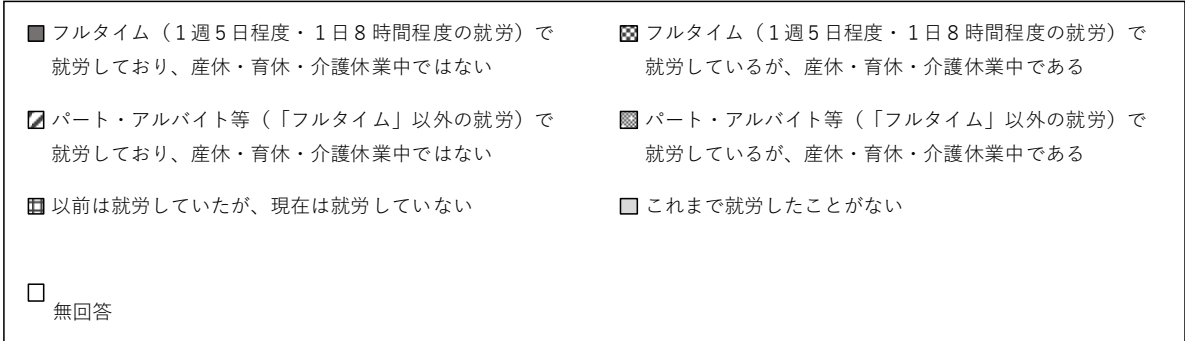 フルタイム（１週５日程度・１日８時間程度の就労）で
就労しており、産休・育休・介護休業中ではない
フルタイム（１週５日程度・１日８時間程度の就労）で
就労しているが、産休・育休・介護休業中である
パート・アルバイト等（「フルタイム」以外の就労）で
就労しており、産休・育休・介護休業中ではない
パート・アルバイト等（「フルタイム」以外の就労）で
就労しているが、産休・育休・介護休業中である
以前は就労していたが、現在は就労していない
これまで就労したことがない
無回答